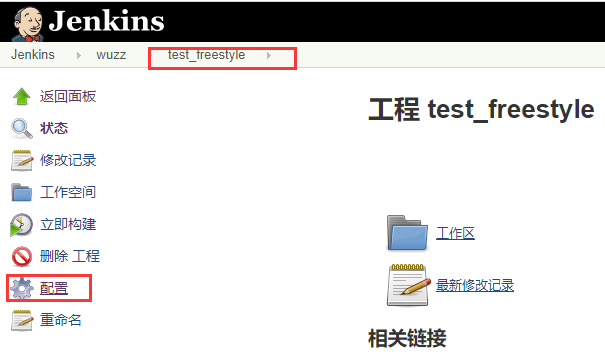 Jenkins
Jenkins wuzz test_freestyle
返回面板
状态
修改记录
工作空间
立即构建
删除 工程
配置
重命名
工程 test_freestyle
工作区
最新修改记录
相关链接